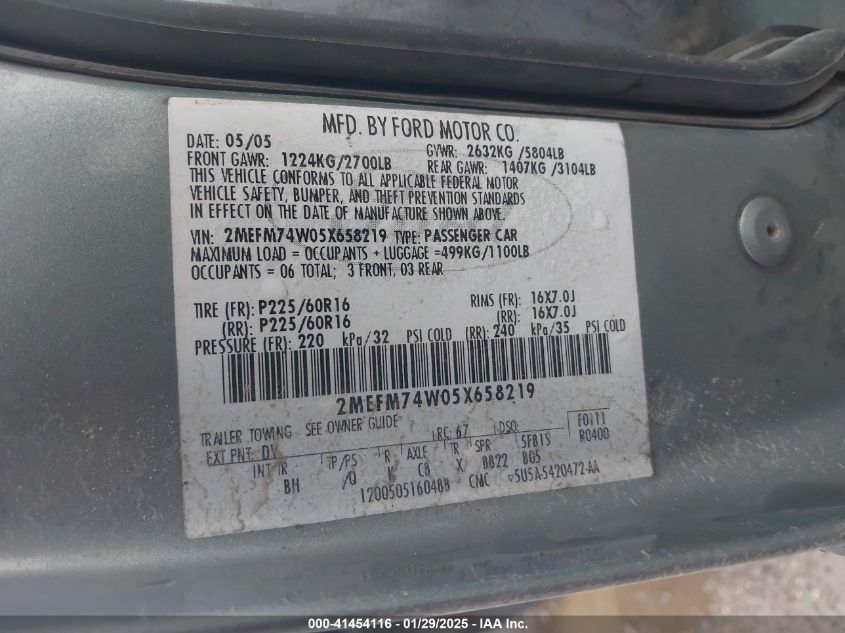 MFD. BY FORD MOTOR CO.
DATE: 05/05 GVWR: 2632KG /5804LB
FRONT GAWR: 1224KG/2700LB REAR GAWR: 1407KG /3104LB
THIS VEHICLE CONFORMS TO ALL APPLICABLE FEDERAL MOTOR
VEHICLE SAFETY, BUMPER, AND THEFT PREVENTION STANDARDS
IN EFFECT ON THE DATE OF MANUFACTURE SHOWN ABOVE.
VIN: 2MEFM74W05X658219 TYPE: PASSENGER CAR
MAXIMUM LOAD = OCCUPANTS + LUGGAGE =499KG/1100LB
OCCUPANTS = 06 TOTAL; 3 FRONT, 03 REAR
TIRE (FR): P225/60R16 RIMS (FR): 16X7.0J
(RR): P225/60R16 (RR): 16X7.0J
PRESSURE (FR): 220 kPa/32 PSI COLD (RR): 240 kPa/35 PSI COLD
2MEFM74W05X658219
TRAILER TOWING SEE OWNER GUIDE F0111
EXT PNT: DV RC: 67 DSO: R0400
INT TR TP/PS R AXLE TR SPR 5FB15
BH /Q C8 X BB22 B05
1200505160488 CMC 5U5A-5420472-AA
000-41454116 - 01/29/2025 - IAA Inc.